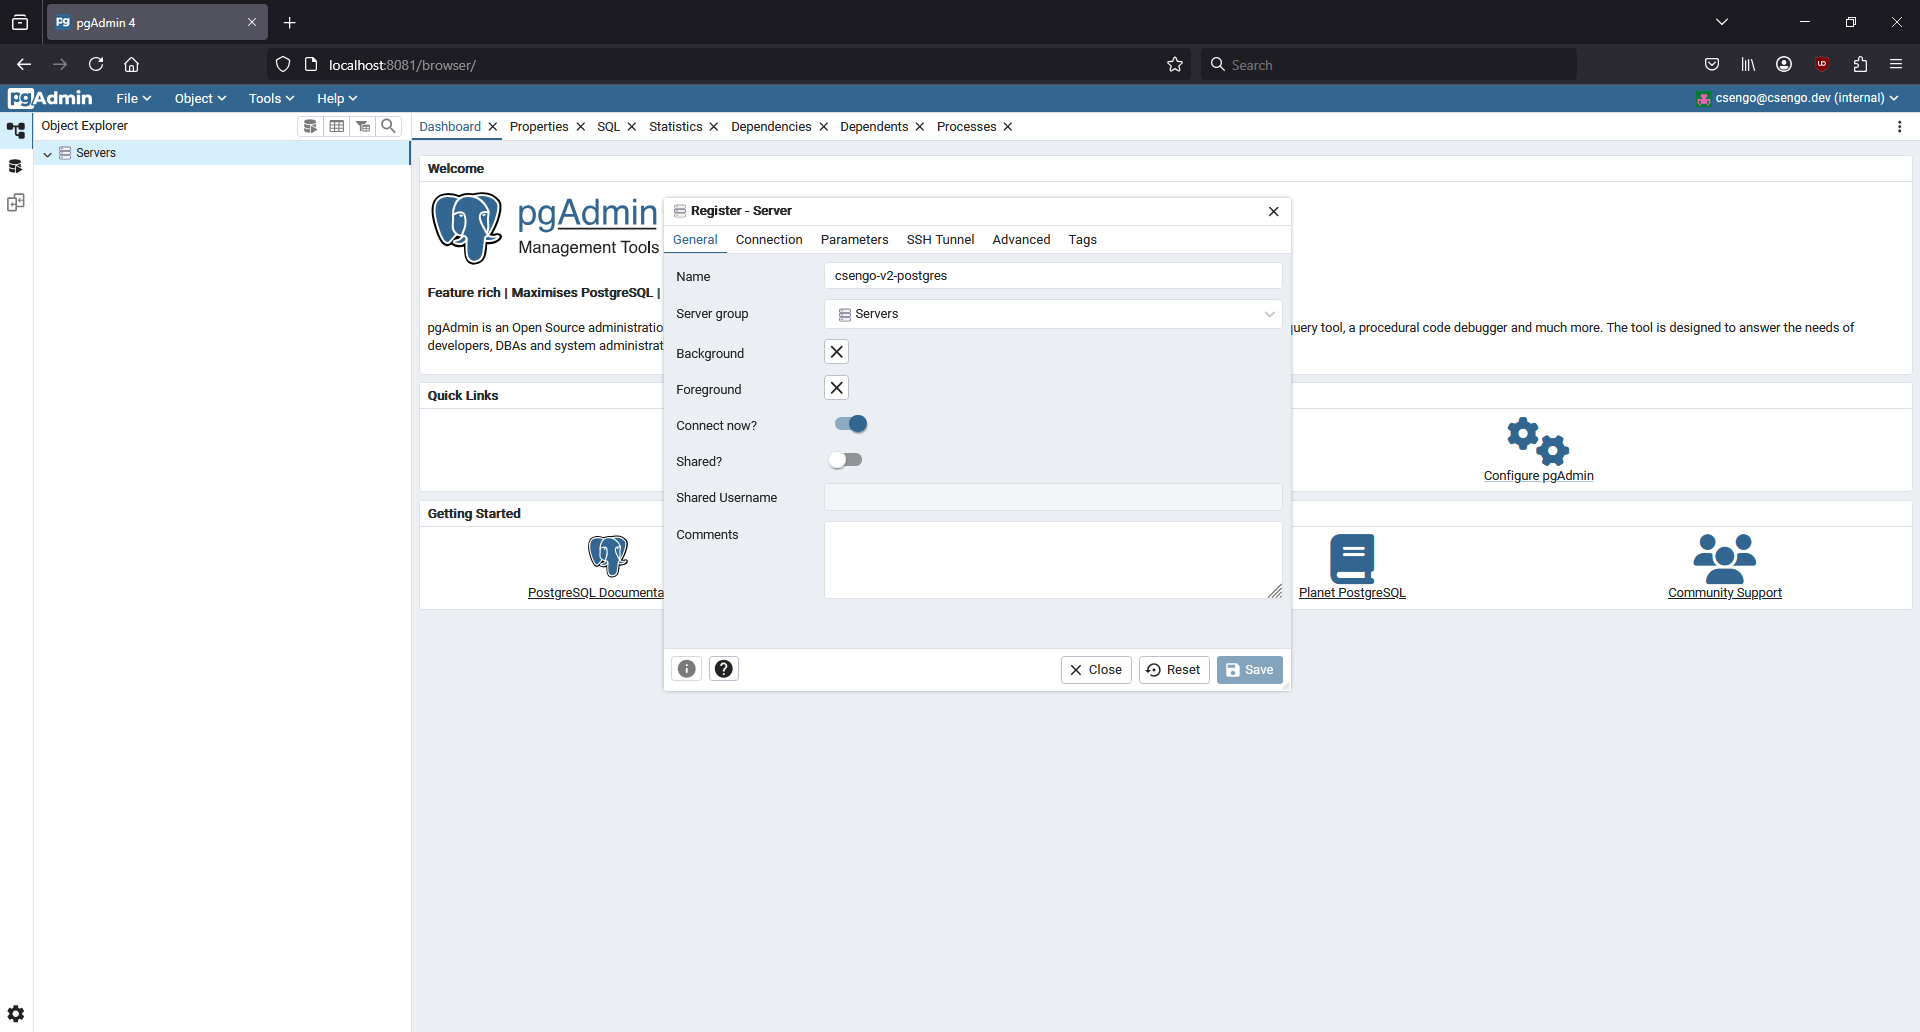 pgAdmin 4
localhost:8081/browser/
Search
pgAdmin
File
Object
Tools
Help
csengo@csengo.dev (internal)
Object Explorer
Dashboard
Properties
SQL
Statistics
Dependencies
Dependents
Processes
Servers
Welcome
pgAdmin
Management Tools
Feature rich | Maximises PostgreSQL |
pgAdmin is an Open Source administratio
query tool, a procedural code debugger and much more. The tool is designed to answer the needs of
developers, DBAs and system administrat
Quick Links
Configure pgAdmin
Getting Started
PostgreSQL Documenta
Planet PostgreSQL
Community Support
Register - Server
General
Connection
Parameters
SSH Tunnel
Advanced
Tags
Name
csengo-v2-postgres
Server group
Servers
Background
Foreground
Connect now?
Shared?
Shared Username
Comments
Close
Reset
Save